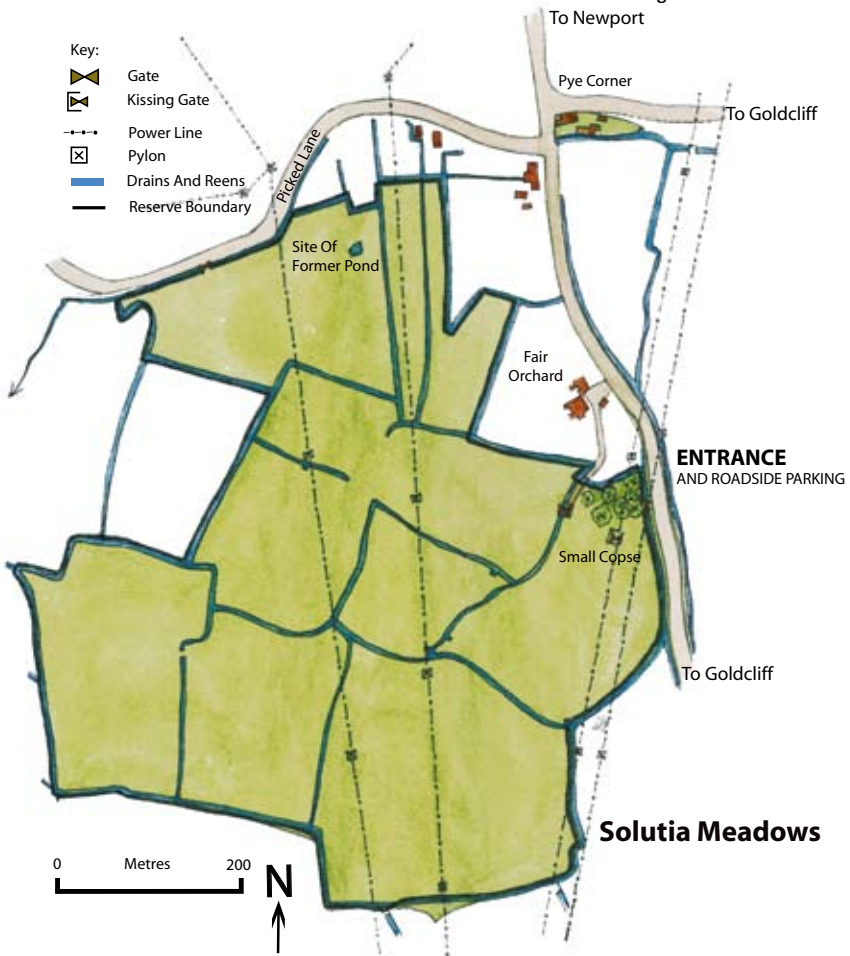 To Newport
Key:
Gate
Kissing Gate
Power Line
Pylon
Drains And Reens
Reserve Boundary
Pye Corner
To Goldcliff
Picked Lane
Site Of
Former Pond
Fair
Orchard
ENTRANCE
AND ROADSIDE PARKING
Small Copse
To Goldcliff
Solutia Meadows
0 Metres 200
N